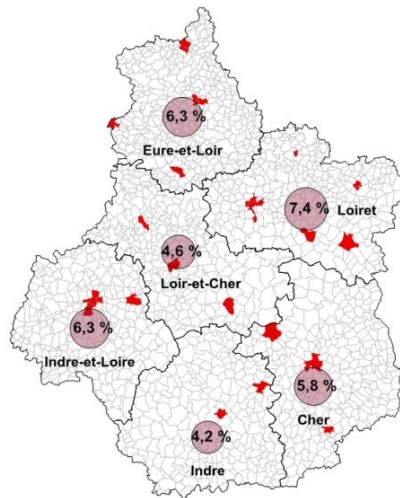 6,3 %
Eure-et-Loir
7,4 %
Loiret
4,6 %
Loir-et-Cher
6,3 %
Indre-et-Loire
5,8 %
Cher
4,2 %
Indre